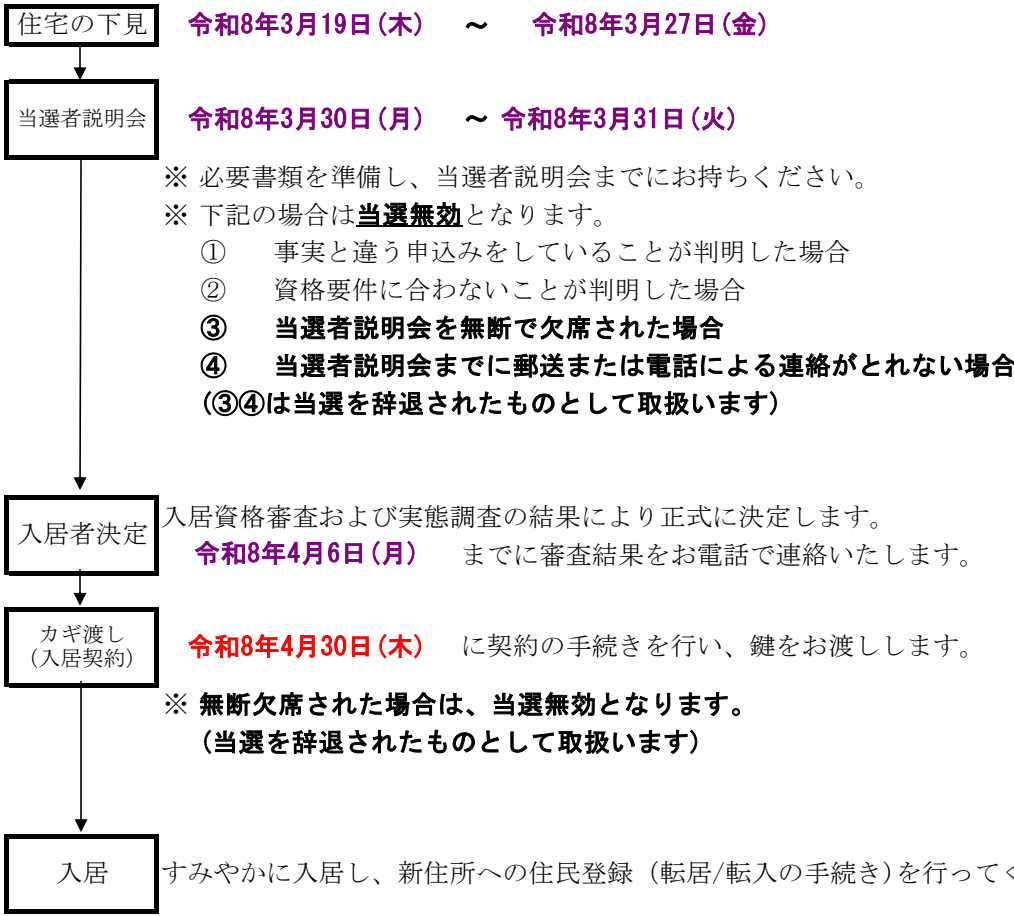 住宅の下見 令和8年3月19日(木) ～ 令和8年3月27日(金)
当選者説明会 令和8年3月30日(月) ～ 令和8年3月31日(火)
※ 必要書類を準備し、当選者説明会までにお持ちください。
※ 下記の場合は当選無効となります。
① 事実と違う申込みをしていることが判明した場合
② 資格要件に合わないことが判明した場合
③ 当選者説明会を無断で欠席された場合
④ 当選者説明会までに郵送または電話による連絡がとれない場合
(③④は当選を辞退されたものとして取扱います)
入居者決定
入居資格審査および実態調査の結果により正式に決定します。
令和8年4月6日(月) までに審査結果をお電話で連絡いたします。
カギ渡し
(入居契約)
令和8年4月30日(木) に契約の手続きを行い、鍵をお渡しします。
※ 無断欠席された場合は、当選無効となります。
(当選を辞退されたものとして取扱います)
入居 すみやかに入居し、新住所への住民登録（転居/転入の手続き)を行ってく